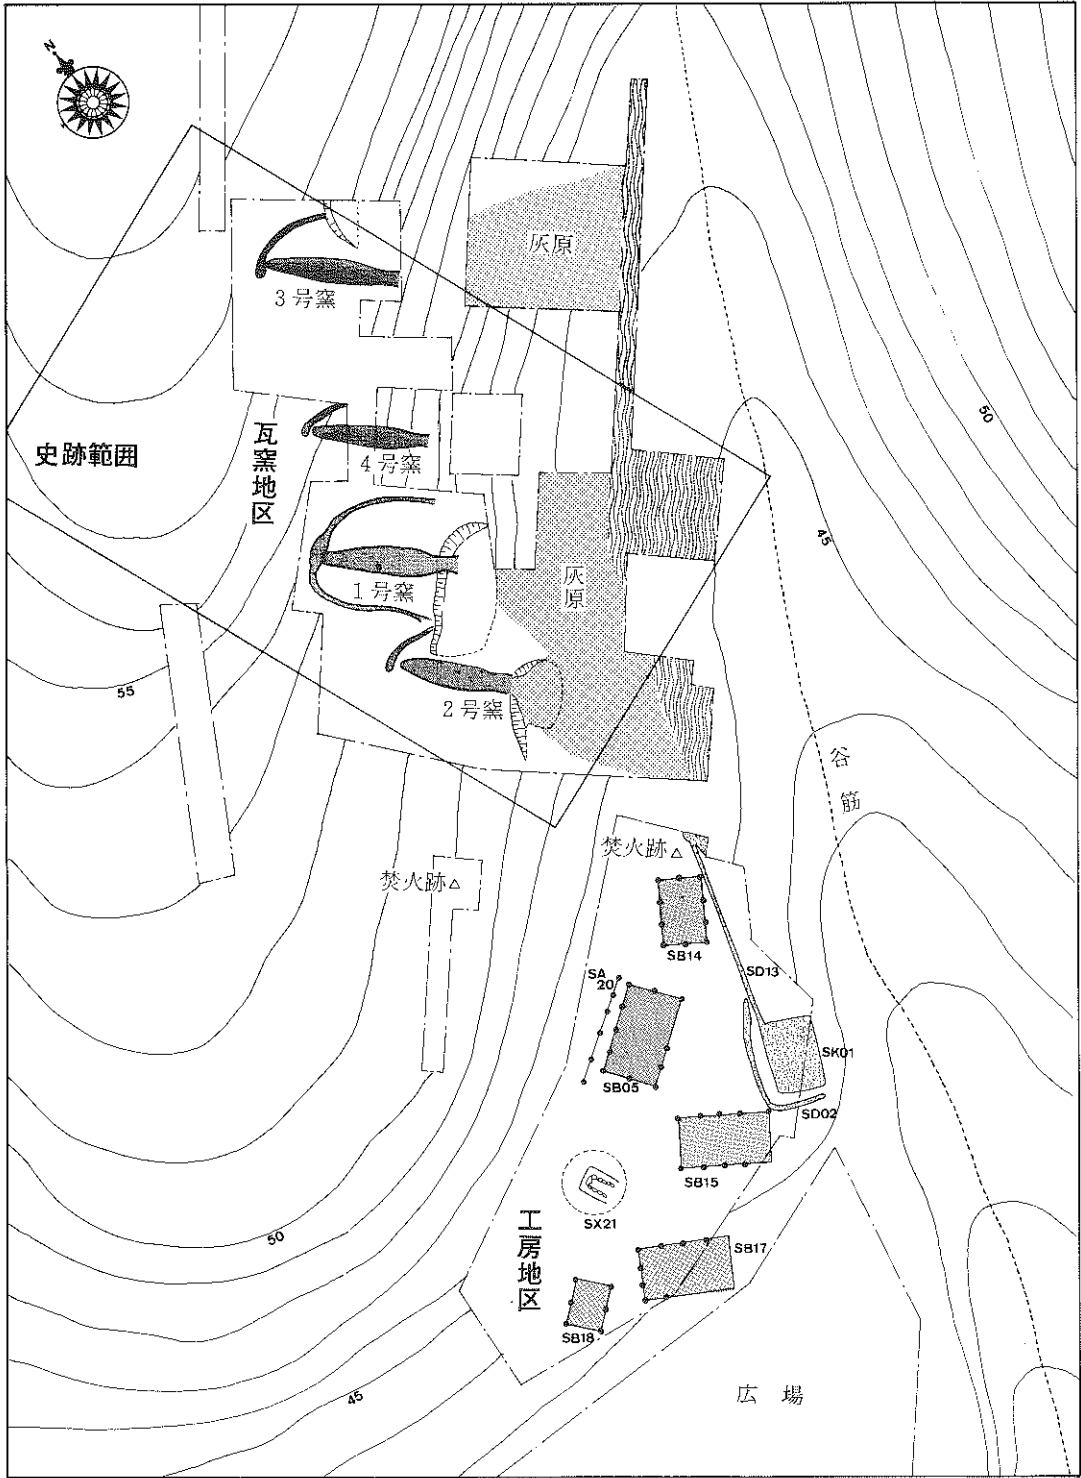 N
灰原
3号窯
50
史跡範囲
瓦窯地区
4号窯
45
1号窯
灰原
55
2号窯
谷筋
焚火跡△
焚火跡△
SB14
SD13
SA20
SK01
SB05
SD02
SB15
SX21
工房地区
50
SB17
SB18
45
広場